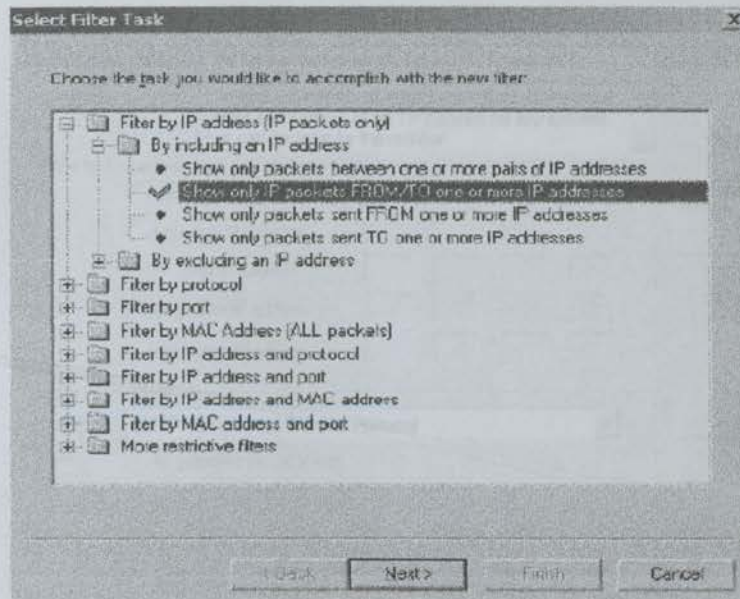 Select Filter Task
Choose the task you would like to accomplish with the new filter:
Filter by IP address (IP packets only)
By including an IP address
Show only packets between one or more pairs of IP addresses
Show only IP packets FROM/TO one or more IP addresses
Show only packets sent FROM one or more IP addresses
Show only packets sent TO one or more IP addresses
By excluding an IP address
Filter by protocol
Filter by port
Filter by MAC Address (ALL packets)
Filter by IP address and protocol
Filter by IP address and port
Filter by IP address and MAC address
Filter by MAC address and port
More restrictive filters
< Back
Next >
Finish
Cancel